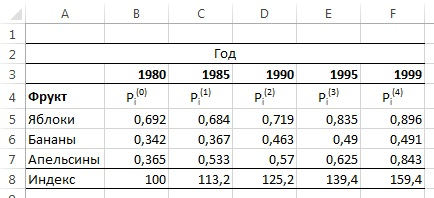 A B C D E F
1
2 Год
3 1980 1985 1990 1995 1999
4 Фрукт P_i^(0) P_i^(1) P_i^(2) P_i^(3) P_i^(4)
5 Яблоки 0,692 0,684 0,719 0,835 0,896
6 Бананы 0,342 0,367 0,463 0,49 0,491
7 Апельсины 0,365 0,533 0,57 0,625 0,843
8 Индекс 100 113,2 125,2 139,4 159,4